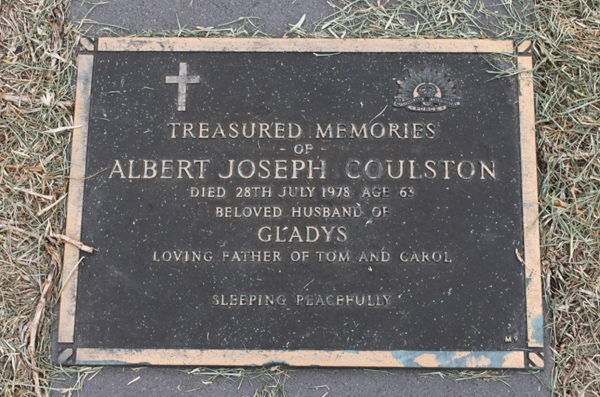 TREASURED MEMORIES
- OF -
ALBERT JOSEPH COULSTON
DIED 28TH JULY 1978 AGE 63
BELOVED HUSBAND OF
GLADYS
LOVING FATHER OF TOM AND CAROL
SLEEPING PEACEFULLY